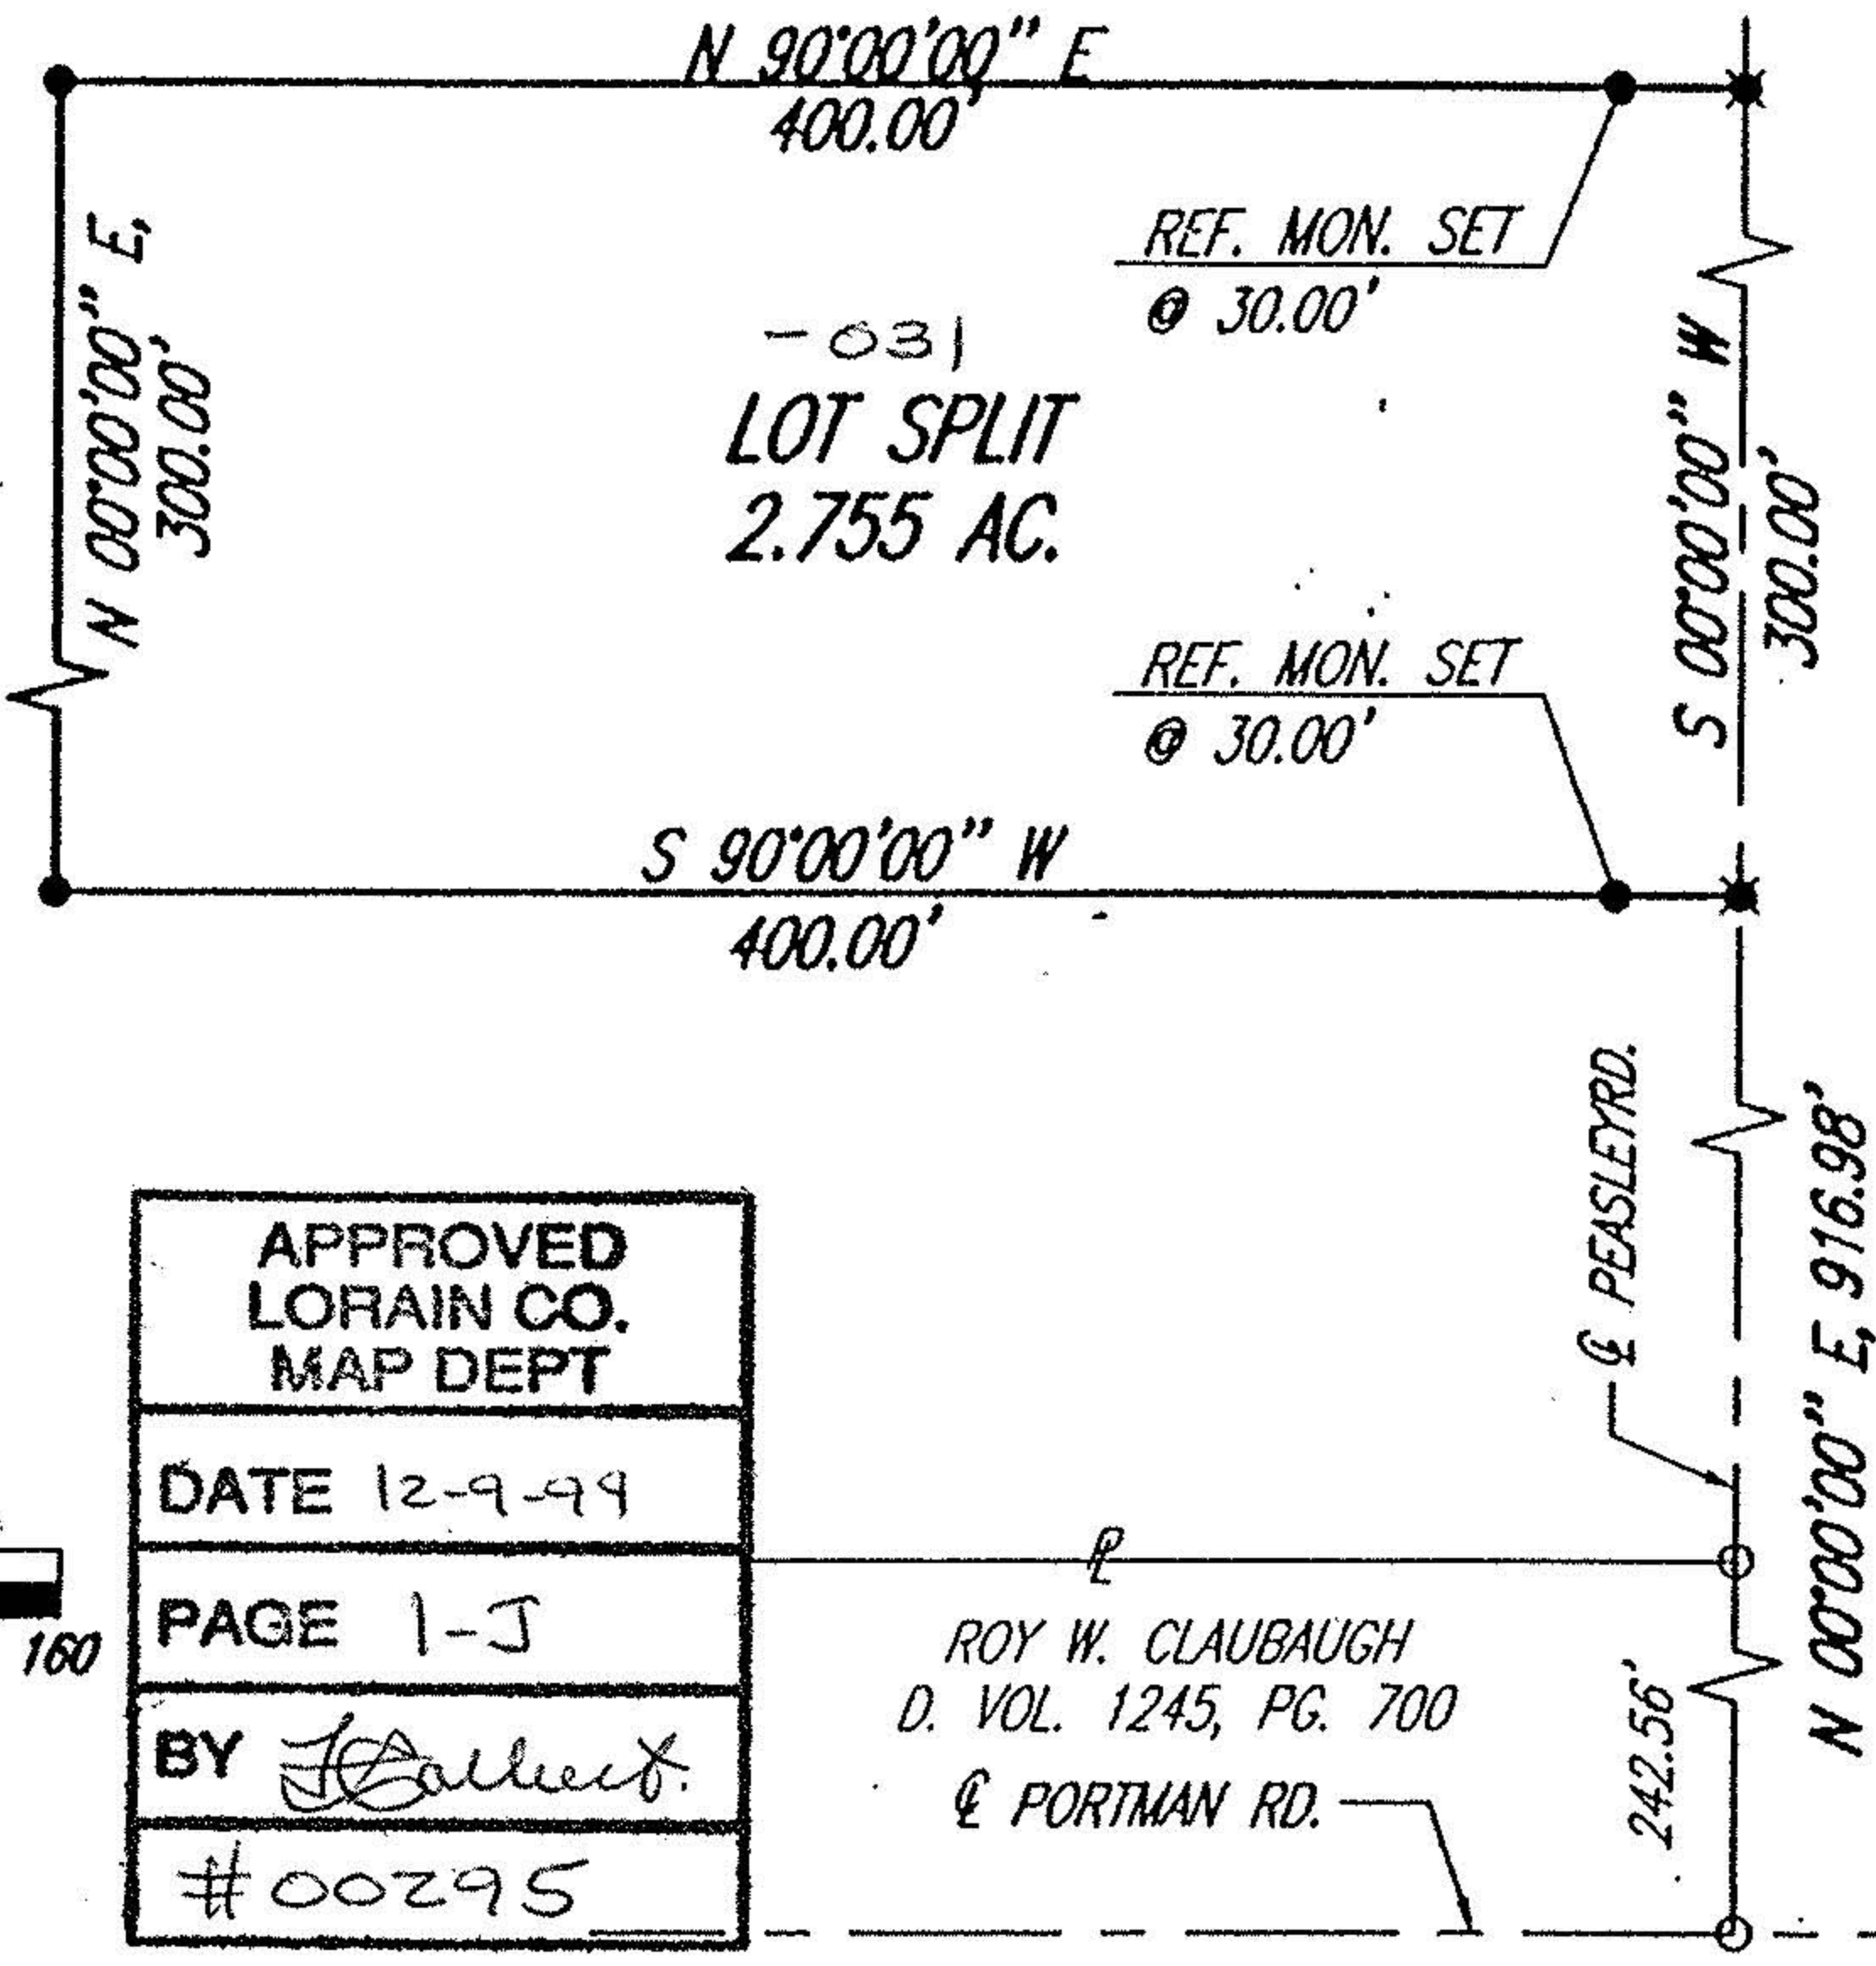 N 90°00'00" E
400.00'
N 00°00'00" E,
300.00'
REF. MON. SET
@ 30.00'
-031
LOT SPLIT
2.755 AC.
S 00°00'00" W
300.00'
REF. MON. SET
@ 30.00'
S 90°00'00" W
400.00'
℄ PEASLEYRD.
N 00°00'00" E, 916.98'
APPROVED
LORAIN CO.
MAP DEPT
DATE 12-9-99
PAGE 1-J
BY
#00295
160
⅊
ROY W. CLAUBAUGH
D. VOL. 1245, PG. 700
℄ PORTMAN RD.
242.56'